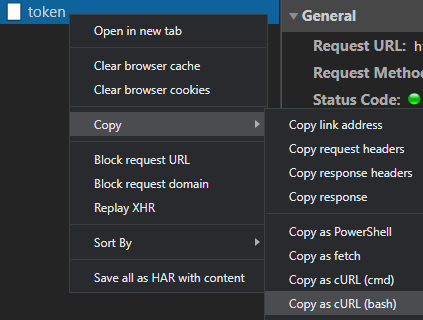 token
Open in new tab
Clear browser cache
Clear browser cookies
Copy
Block request URL
Block request domain
Replay XHR
Sort By
Save all as HAR with content
General
Request URL:
Request Metho
Status Code:
Copy link address
Copy request headers
Copy response headers
Copy response
Copy as PowerShell
Copy as fetch
Copy as cURL (cmd)
Copy as cURL (bash)